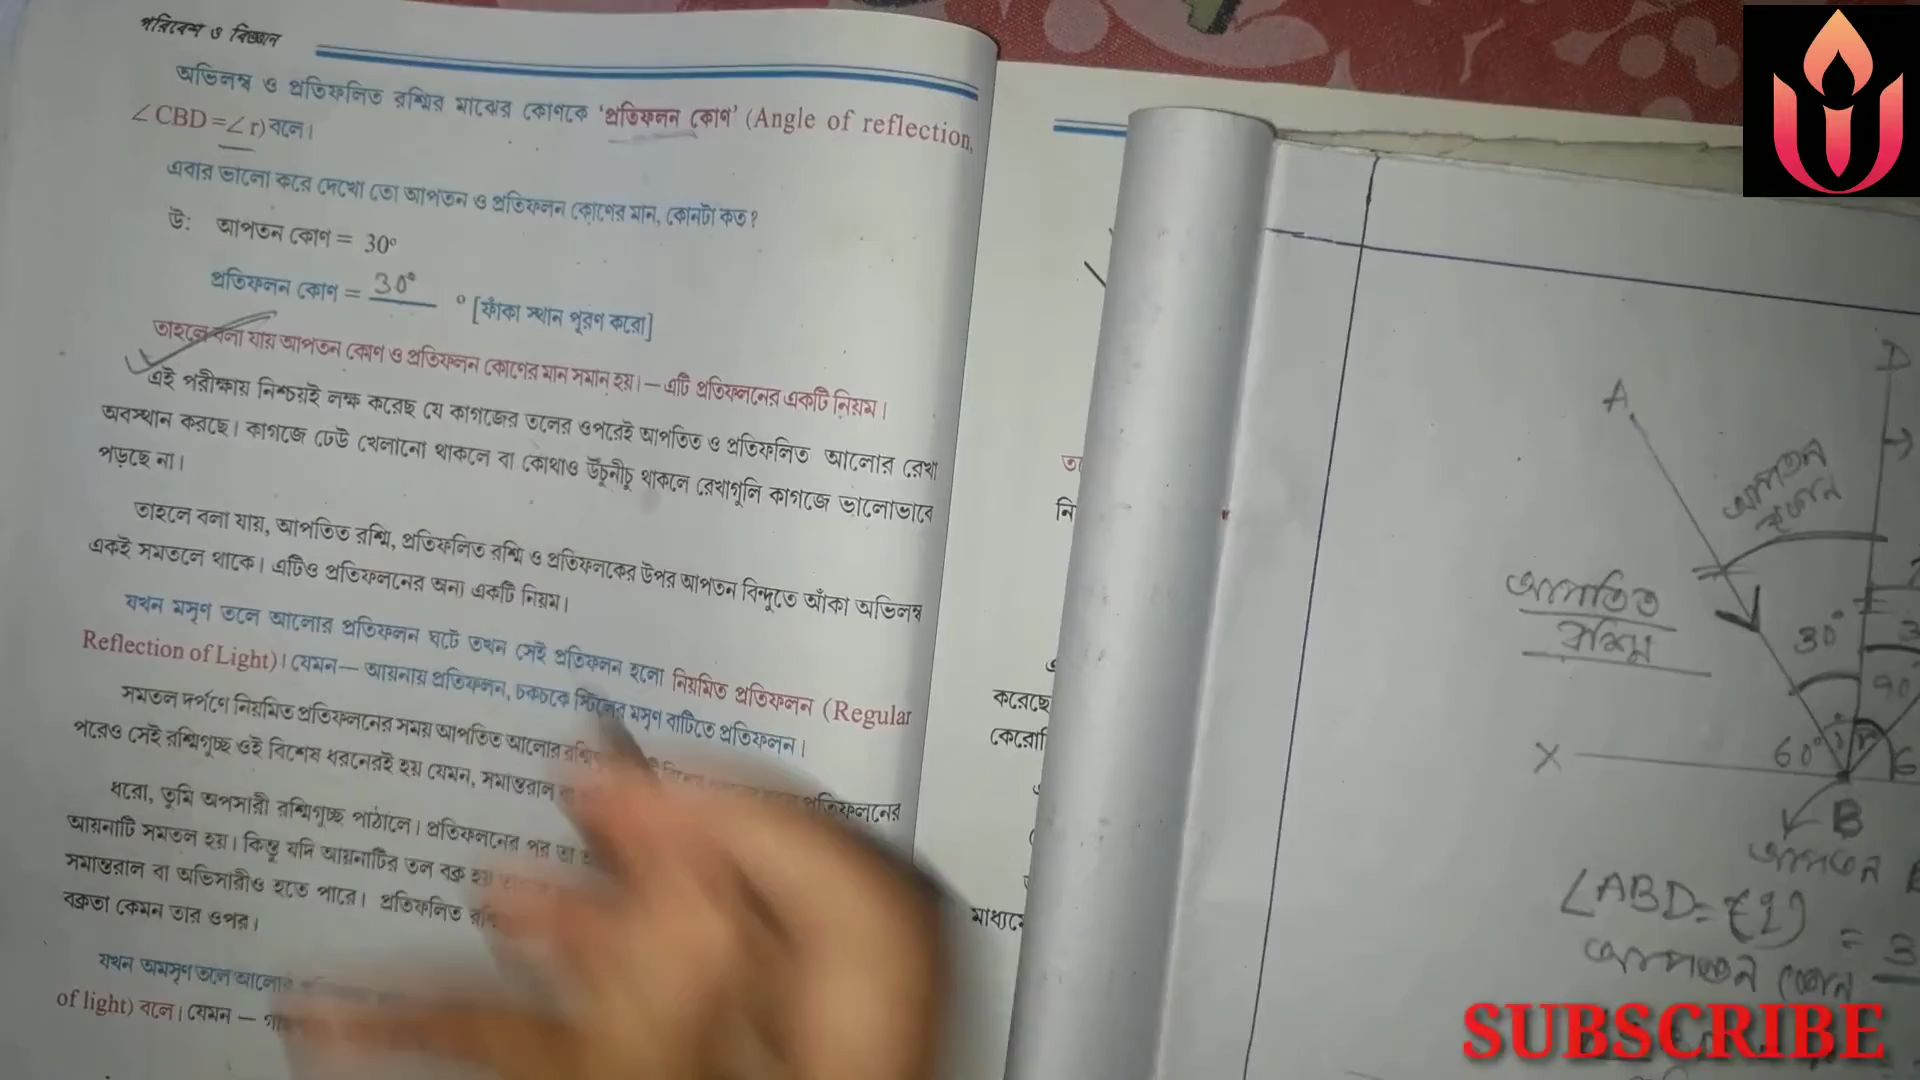 পরিবেশ ও বিজ্ঞান
অভিলম্ব ও প্রতিফলিত রশ্মির মাঝের কোণকে ‘প্রতিফলন কোণ’ (Angle of reflection,
∠CBD=∠r) বলে।
এবার ভালো করে দেখো তো আপতন ও প্রতিফলন কোণের মান, কোনটা কত?
উ: আপতন কোণ = 30°
প্রতিফলন কোণ = 30° ° [ফাঁকা স্থান পূরণ করো]
তাহলে বলা যায় আপতন কোণ ও প্রতিফলন কোণের মান সমান হয়।—এটি প্রতিফলনের একটি নিয়ম।
এই পরীক্ষায় নিশ্চয়ই লক্ষ করেছ যে কাগজের তলের ওপরেই আপতিত ও প্রতিফলিত আলোর রেখা
অবস্থান করছে। কাগজে ঢেউ খেলানো থাকলে বা কোথাও উঁচুনীচু থাকলে রেখাগুলি কাগজে ভালোভাবে
পড়ছে না।
তাহলে বলা যায়, আপতিত রশ্মি, প্রতিফলিত রশ্মি ও প্রতিফলকের উপর আপতন বিন্দুতে আঁকা অভিলম্ব
একই সমতলে থাকে। এটিও প্রতিফলনের অন্য একটি নিয়ম।
যখন মসৃণ তলে আলোর প্রতিফলন ঘটে তখন সেই প্রতিফলন হলো নিয়মিত প্রতিফলন (Regular
Reflection of Light)। যেমন— আয়নায় প্রতিফলন, চকচকে স্টিলের মসৃণ বাটিতে প্রতিফলন।
সমতল দর্পণে নিয়মিত প্রতিফলনের সময় আপতিত আলোর প্রতিফলনের
পরেও সেই রশ্মিগুচ্ছ ওই বিশেষ ধরনেরই হয় যেমন, সমান্তরাল
ধরো, তুমি অপসারী রশ্মিগুচ্ছ পাঠালে। প্রতিফলনের পর তা
আয়নাটি সমতল হয়। কিন্তু যদি আয়নাটির তল বক্র হয়
সমান্তরাল বা অভিসারীও হতে পারে। প্রতিফলিত
বক্রতা কেমন তার ওপর।
যখন অমসৃণ তলে আলোর
of light) বলে। যেমন —
নি
করেছে
কেরোসি
মাধ্যমে
A
D
আপতন কোন
আপতিত
রশ্মি
30°
90
X
60°
i
r
B
আপতন
∠ABD=(i)
আপতন কোন = 3
SUBSCRIBE